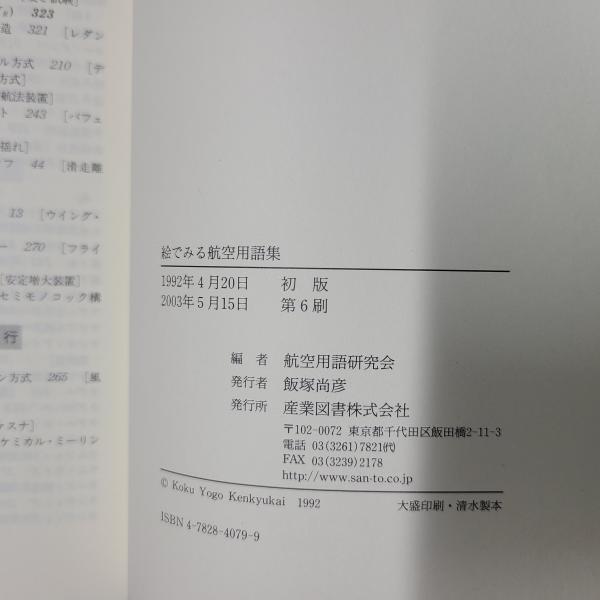 323
造 321 [レダン
ル方式 210 [デ
方式]
航法装置]
ト 243 [バフェ
揺れ]
フ 44 [滑走離
13 [ウイング・
ー 270 [フライ
[安定増大装置]
セミモノコック構
行
ン方式 265 [風
ケミカル・ミーリン
絵でみる航空用語集
1992年4月20日 初版
2003年5月15日 第6刷
編者 航空用語研究会
発行者 飯塚尚彦
発行所 産業図書株式会社
〒102-0072 東京都千代田区飯田橋2-11-3
電話 03(3261)7821(代)
FAX 03(3239)2178
http://www.san-to.co.jp
© Koku Yogo Kenkyukai 1992
大盛印刷・清水製本
ISBN 4-7828-4079-9